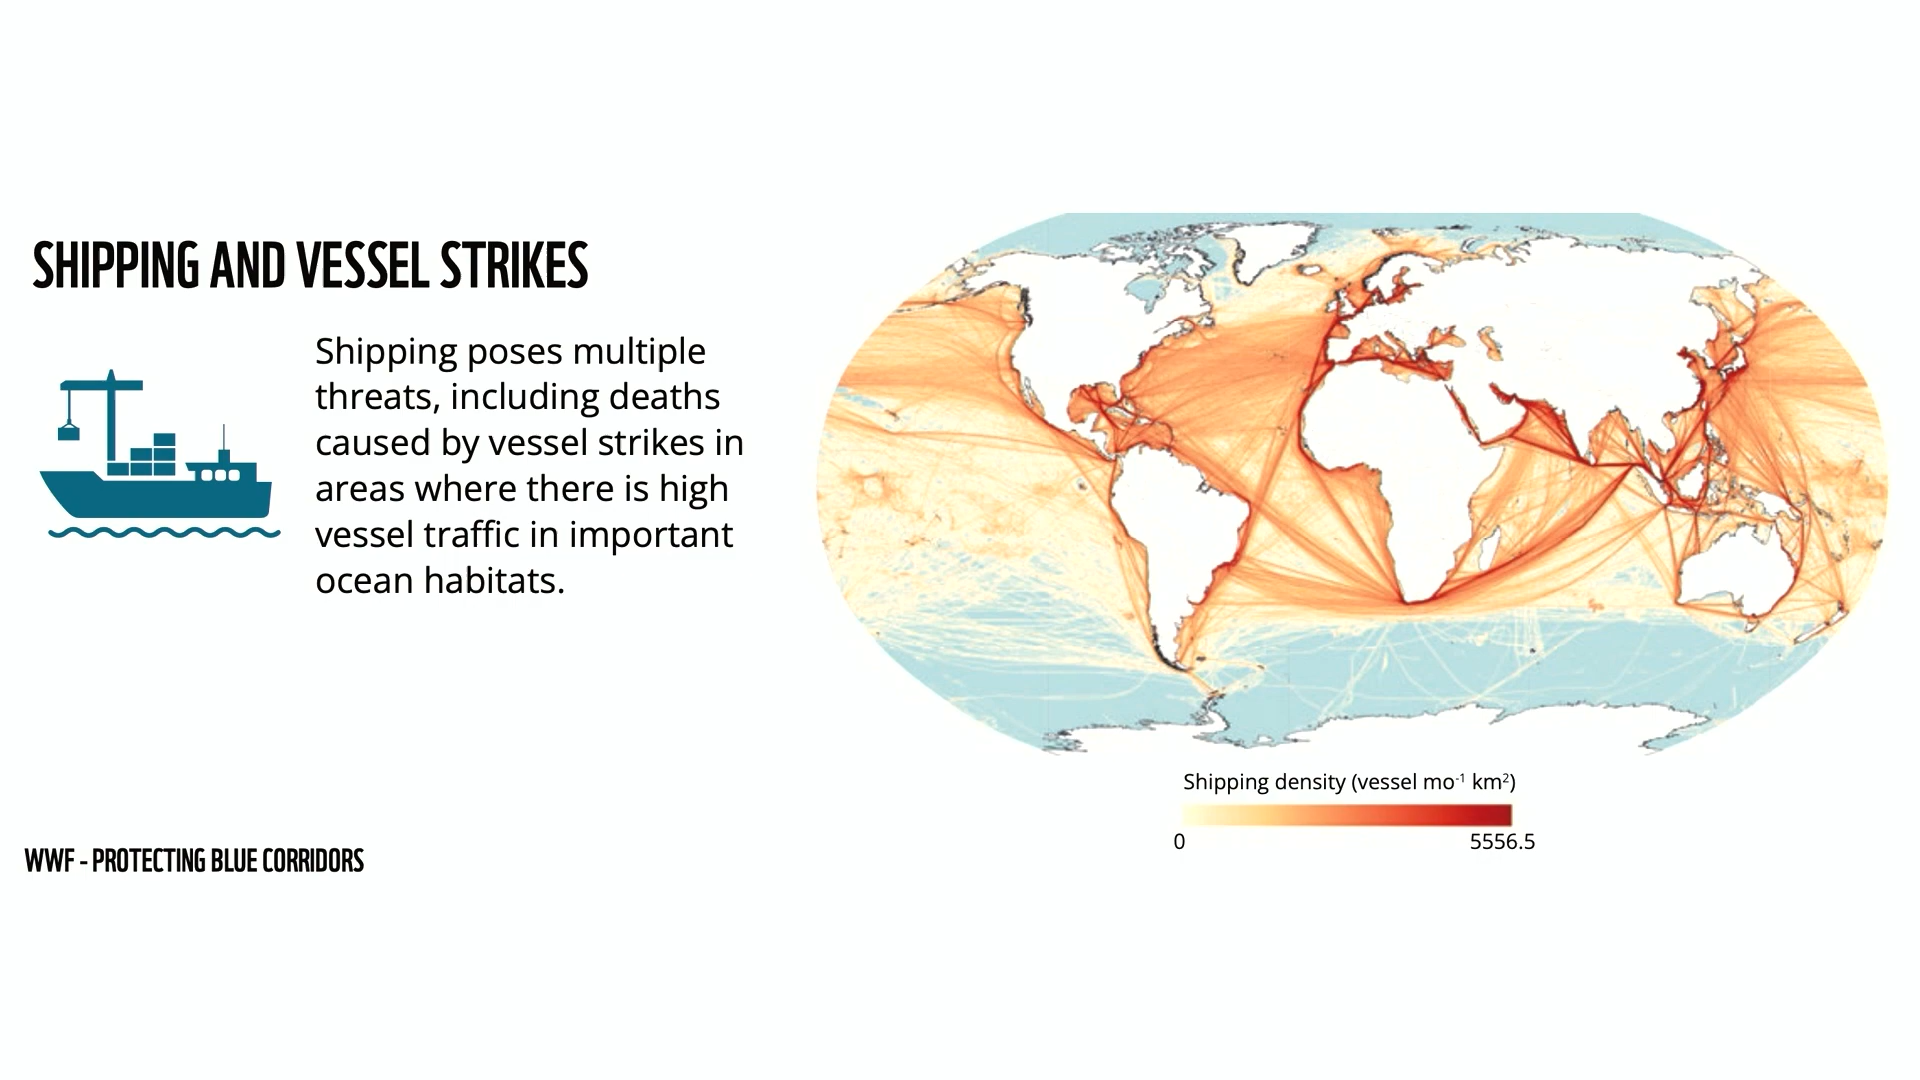 SHIPPING AND VESSEL STRIKES
Shipping poses multiple
threats, including deaths
caused by vessel strikes in
areas where there is high
vessel traffic in important
ocean habitats.
Shipping density (vessel mo⁻¹ km²)
0 5556.5
WWF - PROTECTING BLUE CORRIDORS